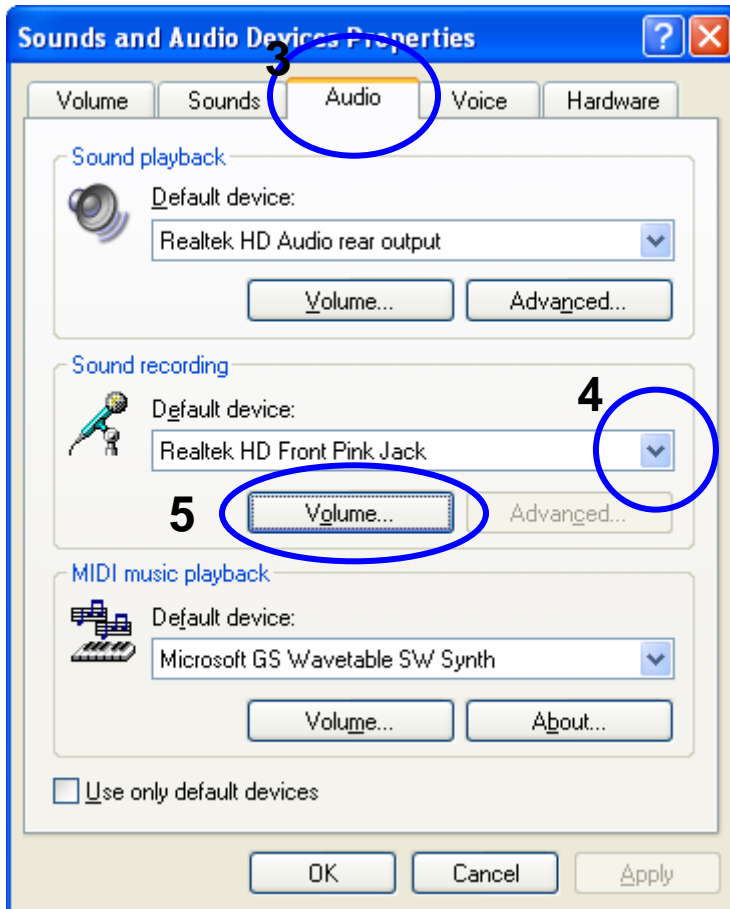 Sounds and Audio Devices Properties
3
Volume Sounds Audio Voice Hardware
Sound playback
Default device:
Realtek HD Audio rear output
Volume... Advanced...
Sound recording
4
Default device:
Realtek HD Front Pink Jack
5 Volume... Advanced...
MIDI music playback
Default device:
Microsoft GS Wavetable SW Synth
Volume... About...
Use only default devices
OK Cancel Apply